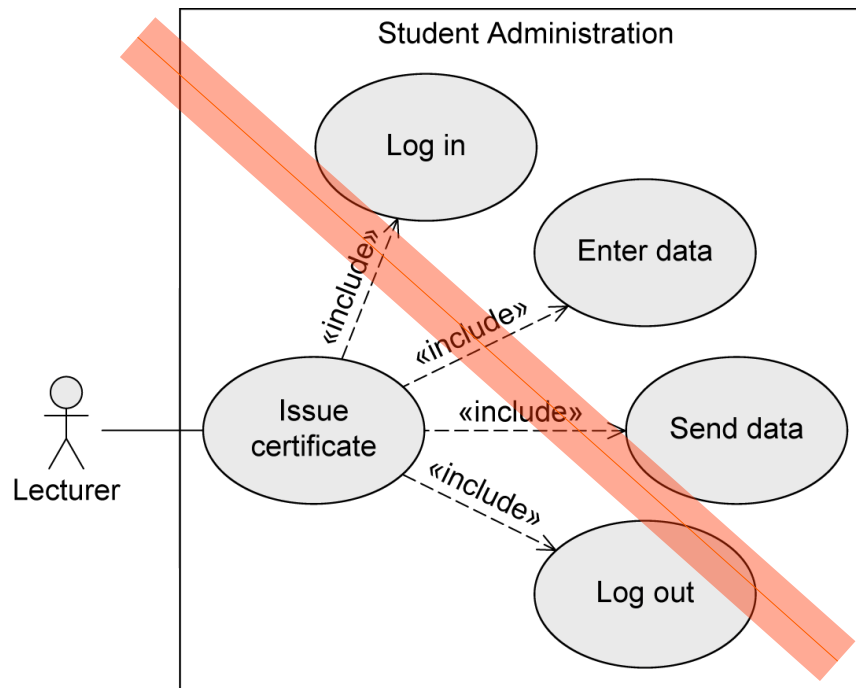 Student Administration
Log in
«include»
Enter data
«include»
Issue
certificate
«include»
Send data
Lecturer
«include»
Log out